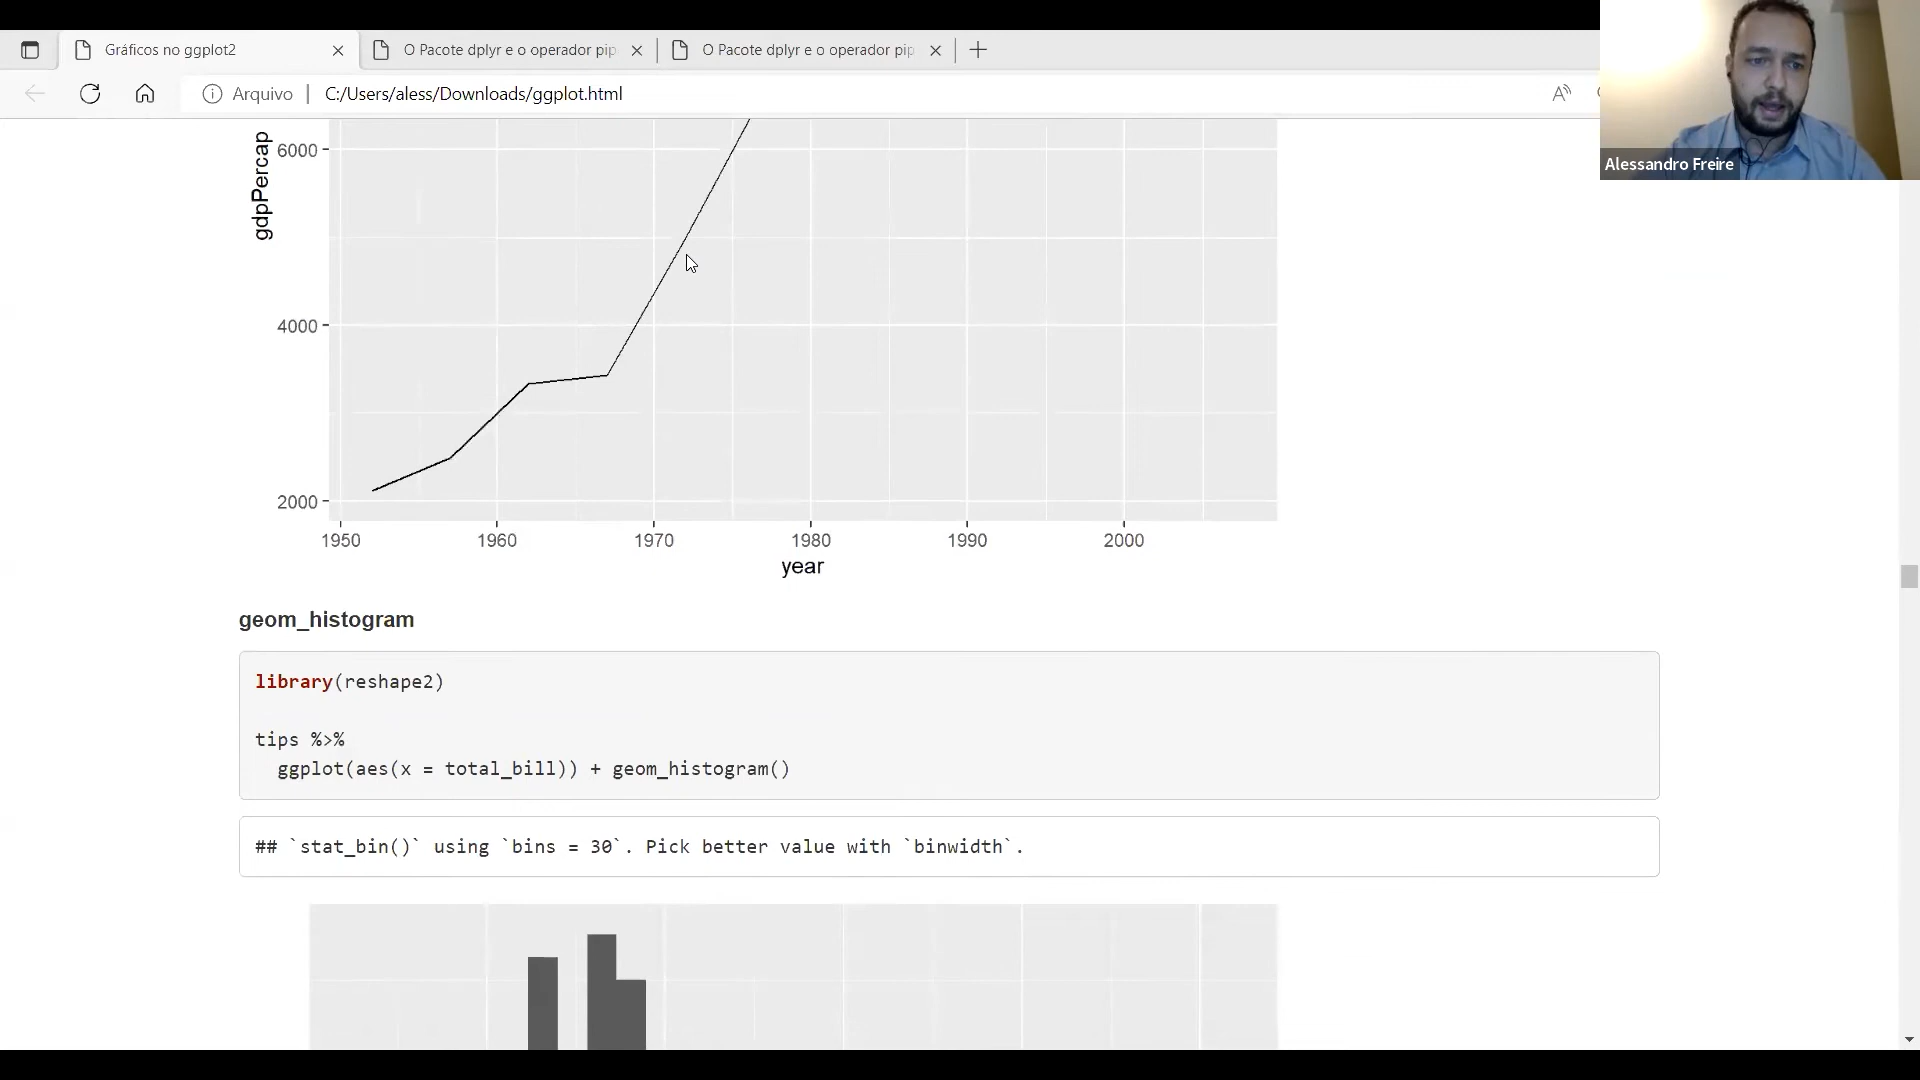 Gráficos no ggplot2
O Pacote dplyr e o operador pip
O Pacote dplyr e o operador pip
Arquivo
C:/Users/aless/Downloads/ggplot.html
Alessandro Freire
gdpPercap
6000
4000
2000
1950 1960 1970 1980 1990 2000
year
geom_histogram
library(reshape2)
tips %>%
ggplot(aes(x = total_bill)) + geom_histogram()
## `stat_bin()` using `bins = 30`. Pick better value with `binwidth`.